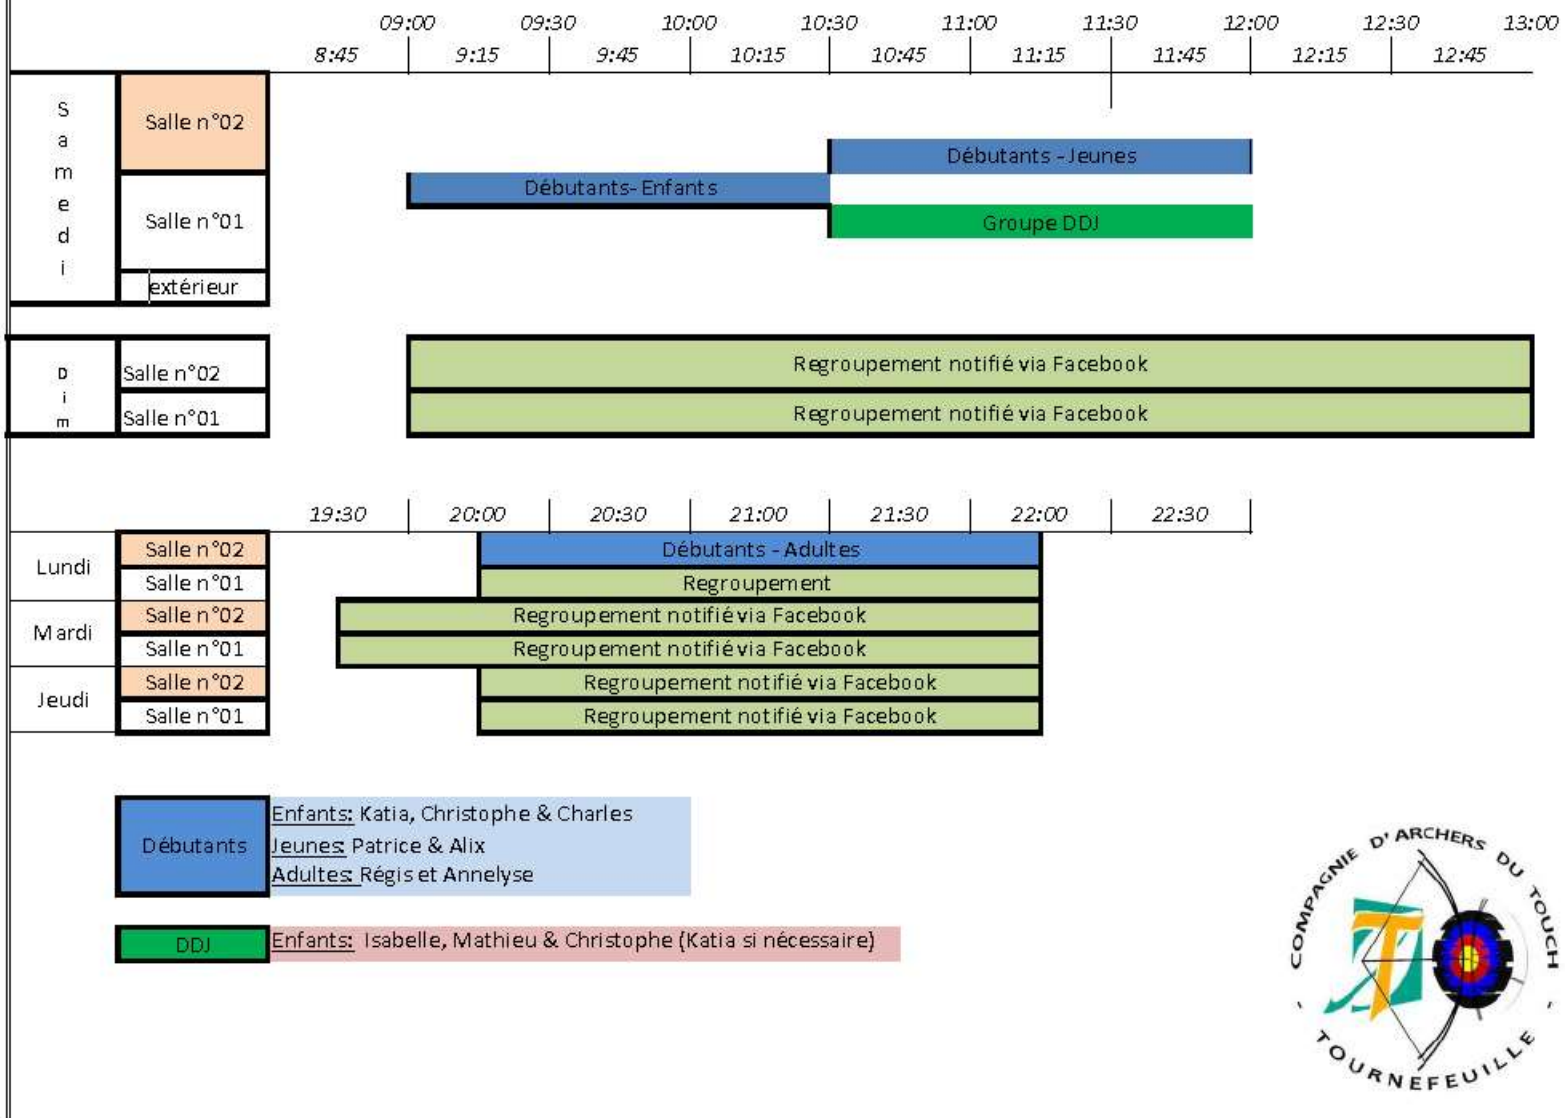 09:00 09:30 10:00 10:30 11:00 11:30 12:00 12:30 13:00
8:45 9:15 9:45 10:15 10:45 11:15 11:45 12:15 12:45
Samedi
Salle n°02
Débutants - Jeunes
Débutants- Enfants
Salle n°01
Groupe DDJ
extérieur
Dim
Salle n°02 Regroupement notifié via Facebook
Salle n°01 Regroupement notifié via Facebook
19:30 20:00 20:30 21:00 21:30 22:00 22:30
Lundi
Salle n°02 Débutants - Adultes
Salle n°01 Regroupement
Mardi
Salle n°02 Regroupement notifié via Facebook
Salle n°01 Regroupement notifié via Facebook
Jeudi
Salle n°02 Regroupement notifié via Facebook
Salle n°01 Regroupement notifié via Facebook
Débutants
Enfants: Katia, Christophe & Charles
Jeunes: Patrice & Alix
Adultes: Régis et Annelyse
DDJ
Enfants: Isabelle, Mathieu & Christophe (Katia si nécessaire)
COMPAGNIE D'ARCHERS DU TOUCH
- TOURNEFEUILLE -